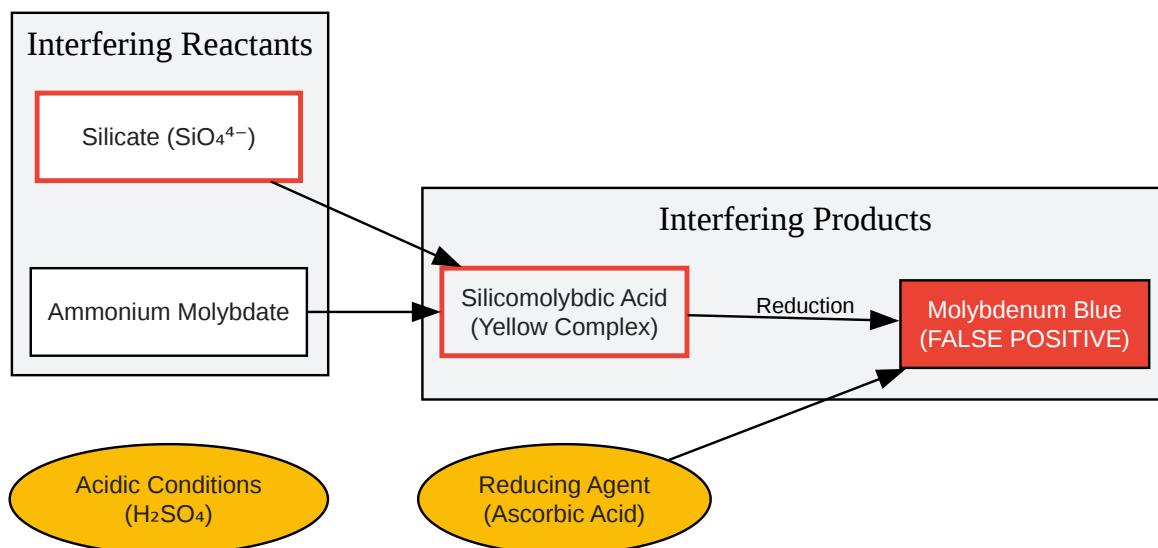 Interfering Reactants
Silicate (SiO₄⁴⁻)
Ammonium Molybdate
Interfering Products
Silicomolybdic Acid
(Yellow Complex)
Reduction
Molybdenum Blue
(FALSE POSITIVE)
Acidic Conditions
(H₂SO₄)
Reducing Agent
(Ascorbic Acid)